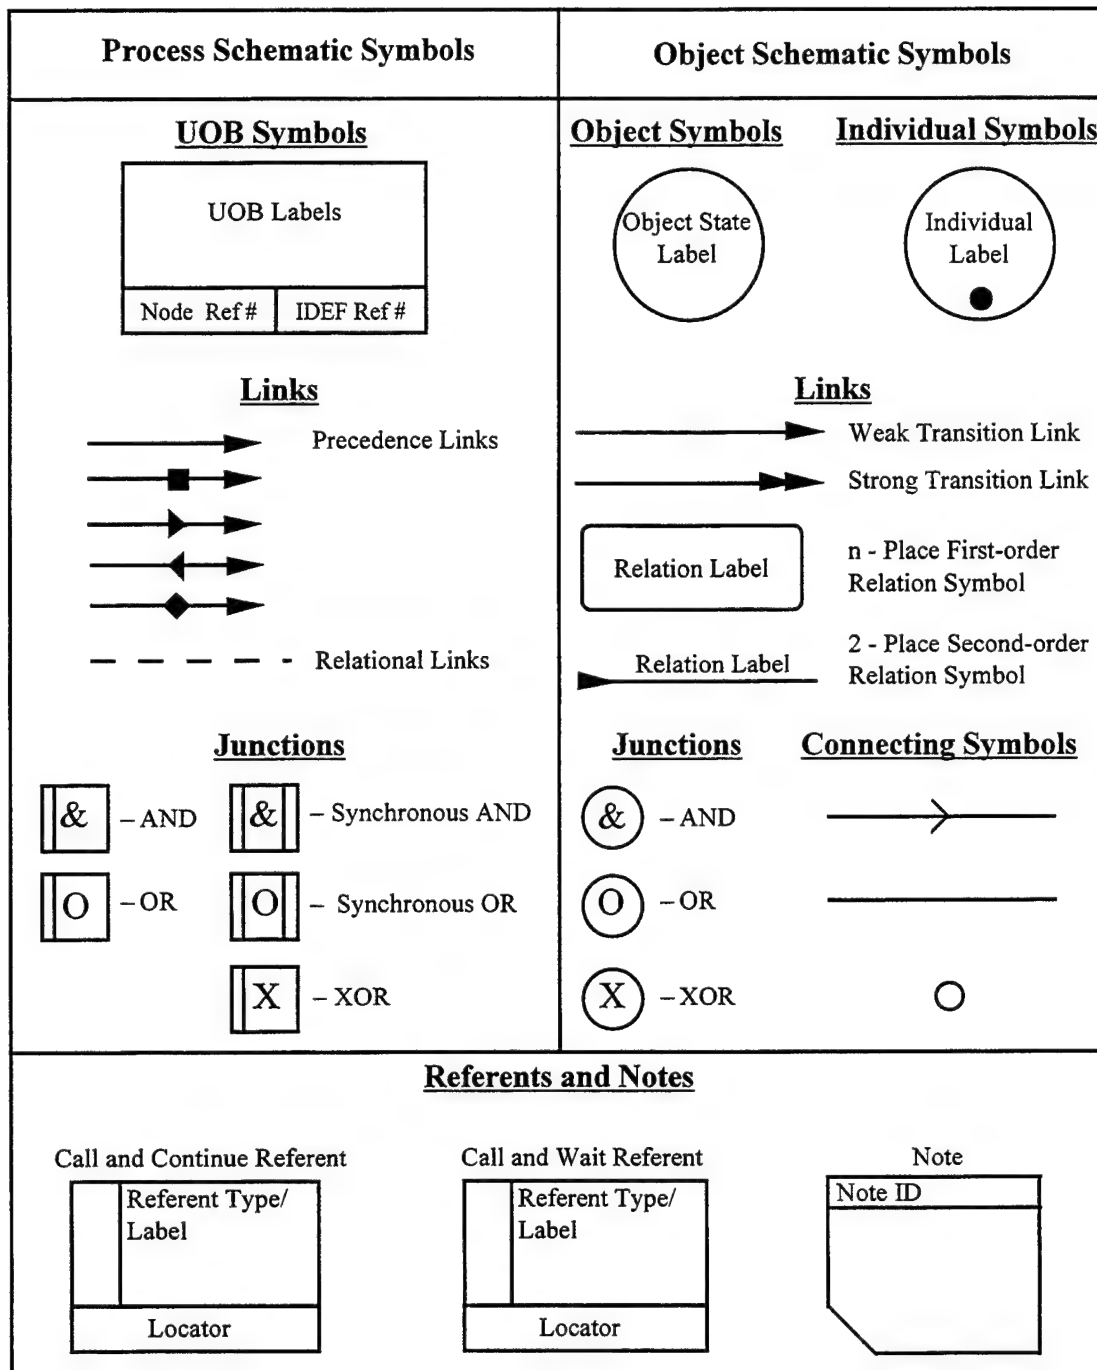 Process Schematic Symbols
Object Schematic Symbols
UOB Symbols
UOB Labels
Node Ref #
IDEF Ref #
Links
Precedence Links
Relational Links
Junctions
& – AND
& – Synchronous AND
O – OR
O – Synchronous OR
X – XOR
Object Symbols
Individual Symbols
Object State
Label
Individual
Label
Links
Weak Transition Link
Strong Transition Link
Relation Label
n - Place First-order
Relation Symbol
Relation Label
2 - Place Second-order
Relation Symbol
Junctions
Connecting Symbols
& – AND
O – OR
X – XOR
Referents and Notes
Call and Continue Referent
Referent Type/
Label
Locator
Call and Wait Referent
Referent Type/
Label
Locator
Note
Note ID